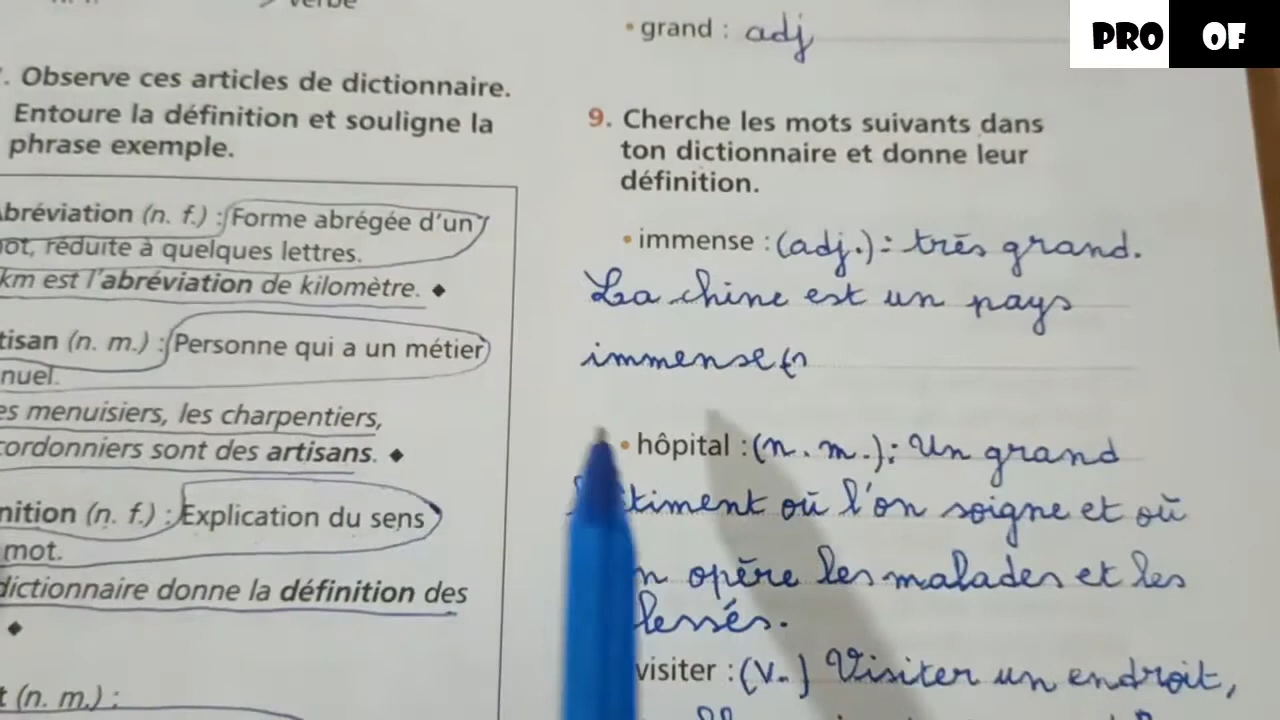 verbe
PRO OF
7. Observe ces articles de dictionnaire.
Entoure la définition et souligne la
phrase exemple.
bréviation (n. f.) : Forme abrégée d'un
mot, réduite à quelques lettres.
km est l'abréviation de kilomètre. ◆
tisan (n. m.) : Personne qui a un métier
nuel.
es menuisiers, les charpentiers,
cordonniers sont des artisans. ◆
nition (n. f.) : Explication du sens
mot.
dictionnaire donne la définition des
◆
t (n. m.) :
• grand : adj
9. Cherche les mots suivants dans
ton dictionnaire et donne leur
définition.
• immense : (adj.) : très grand.
La chine est un pays
immense
• hôpital : (n. m.) : Un grand
timent où l'on soigne et où
n opère les malades et les
lessés.
visiter : (v.) Visiter un endroit,